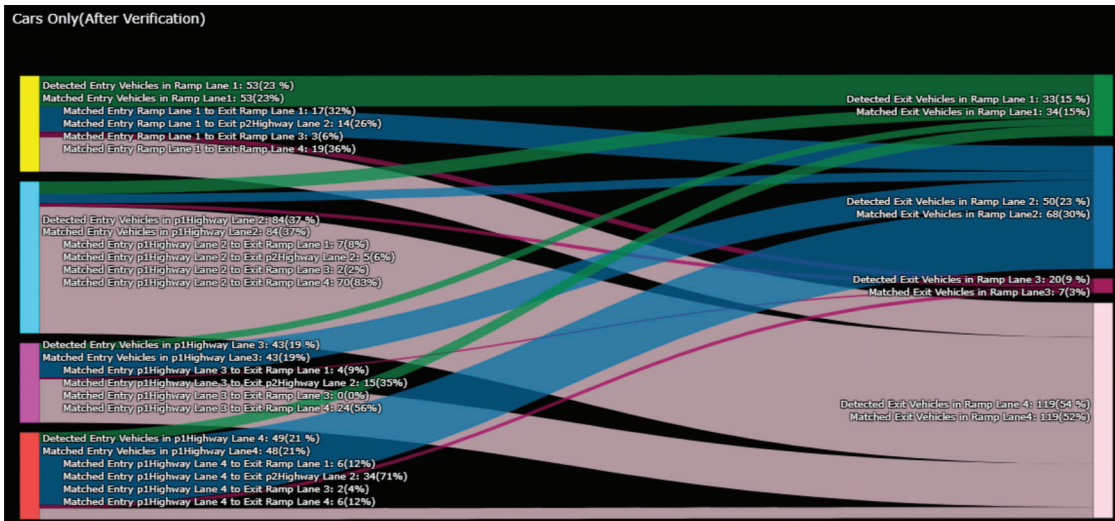 Cars Only(After Verification)
Detected Entry Vehicles in Ramp Lane 1: 53(23 %)
Matched Entry Vehicles in Ramp Lane1: 53(23%)
Matched Entry Ramp Lane 1 to Exit Ramp Lane 1: 17(32%)
Matched Entry Ramp Lane 1 to Exit p2Highway Lane 2: 14(26%)
Matched Entry Ramp Lane 1 to Exit Ramp Lane 3: 3(6%)
Matched Entry Ramp Lane 1 to Exit Ramp Lane 4: 19(36%)
Detected Entry Vehicles in p1Highway Lane 2: 84(37 %)
Matched Entry Vehicles in p1Highway Lane2: 84(37%)
Matched Entry p1Highway Lane 2 to Exit Ramp Lane 1: 7(8%)
Matched Entry p1Highway Lane 2 to Exit p2Highway Lane 2: 5(6%)
Matched Entry p1Highway Lane 2 to Exit Ramp Lane 3: 2(2%)
Matched Entry p1Highway Lane 2 to Exit Ramp Lane 4: 70(83%)
Detected Entry Vehicles in p1Highway Lane 3: 43(19 %)
Matched Entry Vehicles in p1Highway Lane3: 43(19%)
Matched Entry p1Highway Lane 3 to Exit Ramp Lane 1: 4(9%)
Matched Entry p1Highway Lane 3 to Exit p2Highway Lane 2: 15(35%)
Matched Entry p1Highway Lane 3 to Exit Ramp Lane 3: 0(0%)
Matched Entry p1Highway Lane 3 to Exit Ramp Lane 4: 24(56%)
Detected Entry Vehicles in p1Highway Lane 4: 49(21 %)
Matched Entry Vehicles in p1Highway Lane4: 48(21%)
Matched Entry p1Highway Lane 4 to Exit Ramp Lane 1: 6(12%)
Matched Entry p1Highway Lane 4 to Exit p2Highway Lane 2: 34(71%)
Matched Entry p1Highway Lane 4 to Exit Ramp Lane 3: 2(4%)
Matched Entry p1Highway Lane 4 to Exit Ramp Lane 4: 6(12%)
Detected Exit Vehicles in Ramp Lane 1: 33(15 %)
Matched Exit Vehicles in Ramp Lane1: 34(15%)
Detected Exit Vehicles in Ramp Lane 2: 50(23 %)
Matched Exit Vehicles in Ramp Lane2: 68(30%)
Detected Exit Vehicles in Ramp Lane 3: 20(9 %)
Matched Exit Vehicles in Ramp Lane3: 7(3%)
Detected Exit Vehicles in Ramp Lane 4: 119(54 %)
Matched Exit Vehicles in Ramp Lane4: 119(52%)